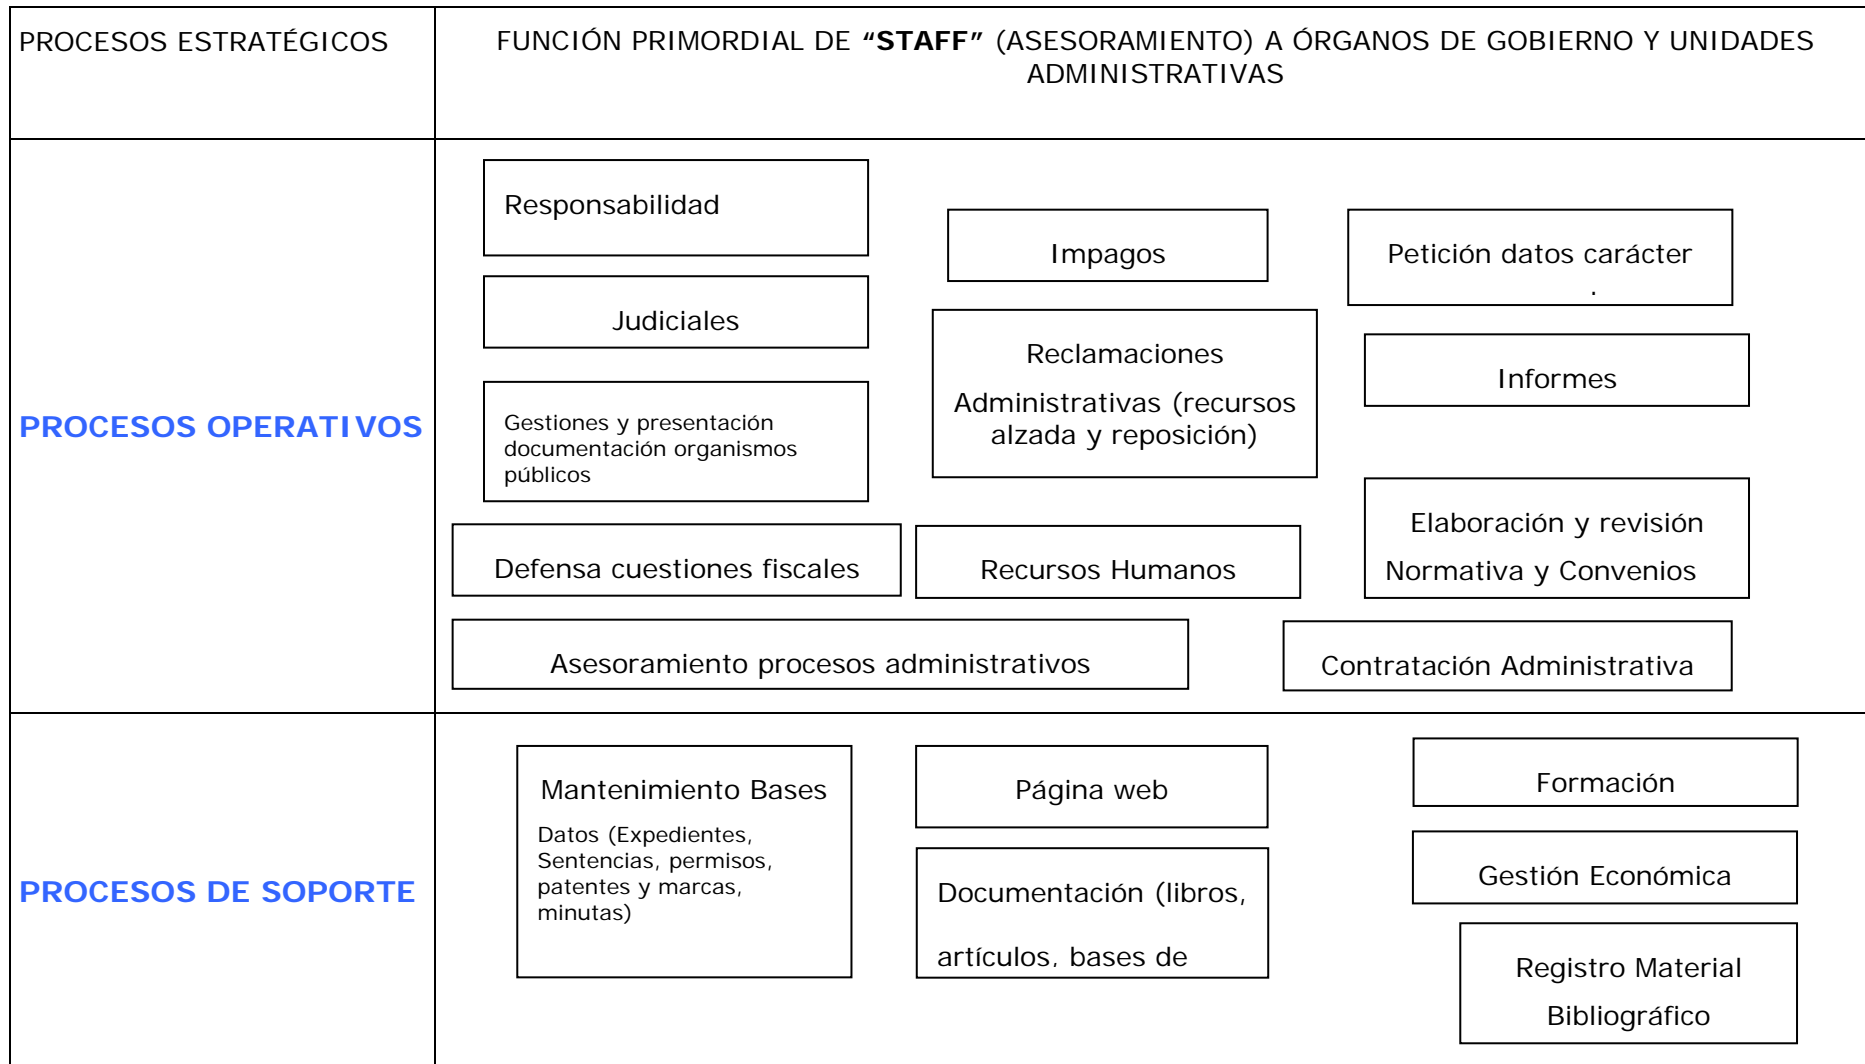 PROCESOS ESTRATÉGICOS
FUNCIÓN PRIMORDIAL DE “STAFF” (ASESORAMIENTO) A ÓRGANOS DE GOBIERNO Y UNIDADES
ADMINISTRATIVAS
PROCESOS OPERATIVOS
Responsabilidad
Impagos
Petición datos carácter
.
Judiciales
Reclamaciones
Administrativas (recursos
alzada y reposición)
Informes
Gestiones y presentación
documentación organismos
públicos
Elaboración y revisión
Normativa y Convenios
Defensa cuestiones fiscales
Recursos Humanos
Asesoramiento procesos administrativos
Contratación Administrativa
PROCESOS DE SOPORTE
Mantenimiento Bases
Datos (Expedientes,
Sentencias, permisos,
patentes y marcas,
minutas)
Página web
Documentación (libros,
artículos, bases de
Formación
Gestión Económica
Registro Material
Bibliográfico